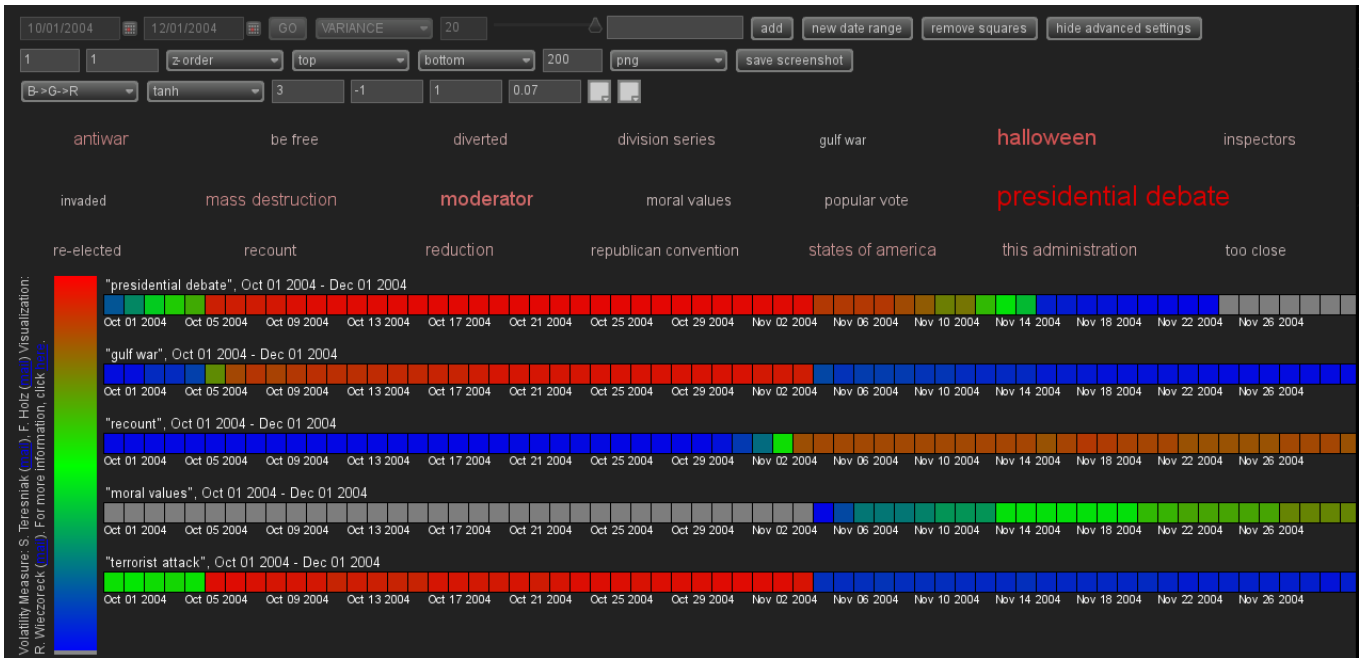 10/01/2004 12/01/2004 GO VARIANCE 20 add new date range remove squares hide advanced settings
1 1 z-order top bottom 200 png save screenshot
B->G->R tanh 3 -1 1 0.07
antiwar be free diverted division series gulf war halloween inspectors
invaded mass destruction moderator moral values popular vote presidential debate
re-elected recount reduction republican convention states of america this administration too close
"presidential debate", Oct 01 2004 - Dec 01 2004
Oct 01 2004 Oct 05 2004 Oct 09 2004 Oct 13 2004 Oct 17 2004 Oct 21 2004 Oct 25 2004 Oct 29 2004 Nov 02 2004 Nov 06 2004 Nov 10 2004 Nov 14 2004 Nov 18 2004 Nov 22 2004 Nov 26 2004
"gulf war", Oct 01 2004 - Dec 01 2004
Oct 01 2004 Oct 05 2004 Oct 09 2004 Oct 13 2004 Oct 17 2004 Oct 21 2004 Oct 25 2004 Oct 29 2004 Nov 02 2004 Nov 06 2004 Nov 10 2004 Nov 14 2004 Nov 18 2004 Nov 22 2004 Nov 26 2004
"recount", Oct 01 2004 - Dec 01 2004
Oct 01 2004 Oct 05 2004 Oct 09 2004 Oct 13 2004 Oct 17 2004 Oct 21 2004 Oct 25 2004 Oct 29 2004 Nov 02 2004 Nov 06 2004 Nov 10 2004 Nov 14 2004 Nov 18 2004 Nov 22 2004 Nov 26 2004
"moral values", Oct 01 2004 - Dec 01 2004
Oct 01 2004 Oct 05 2004 Oct 09 2004 Oct 13 2004 Oct 17 2004 Oct 21 2004 Oct 25 2004 Oct 29 2004 Nov 02 2004 Nov 06 2004 Nov 10 2004 Nov 14 2004 Nov 18 2004 Nov 22 2004 Nov 26 2004
"terrorist attack", Oct 01 2004 - Dec 01 2004
Oct 01 2004 Oct 05 2004 Oct 09 2004 Oct 13 2004 Oct 17 2004 Oct 21 2004 Oct 25 2004 Oct 29 2004 Nov 02 2004 Nov 06 2004 Nov 10 2004 Nov 14 2004 Nov 18 2004 Nov 22 2004 Nov 26 2004
Volatility Measure: S. Teresniak (), F. Holz () Visualization:
R. Wieczoreck (). For more information, click here.